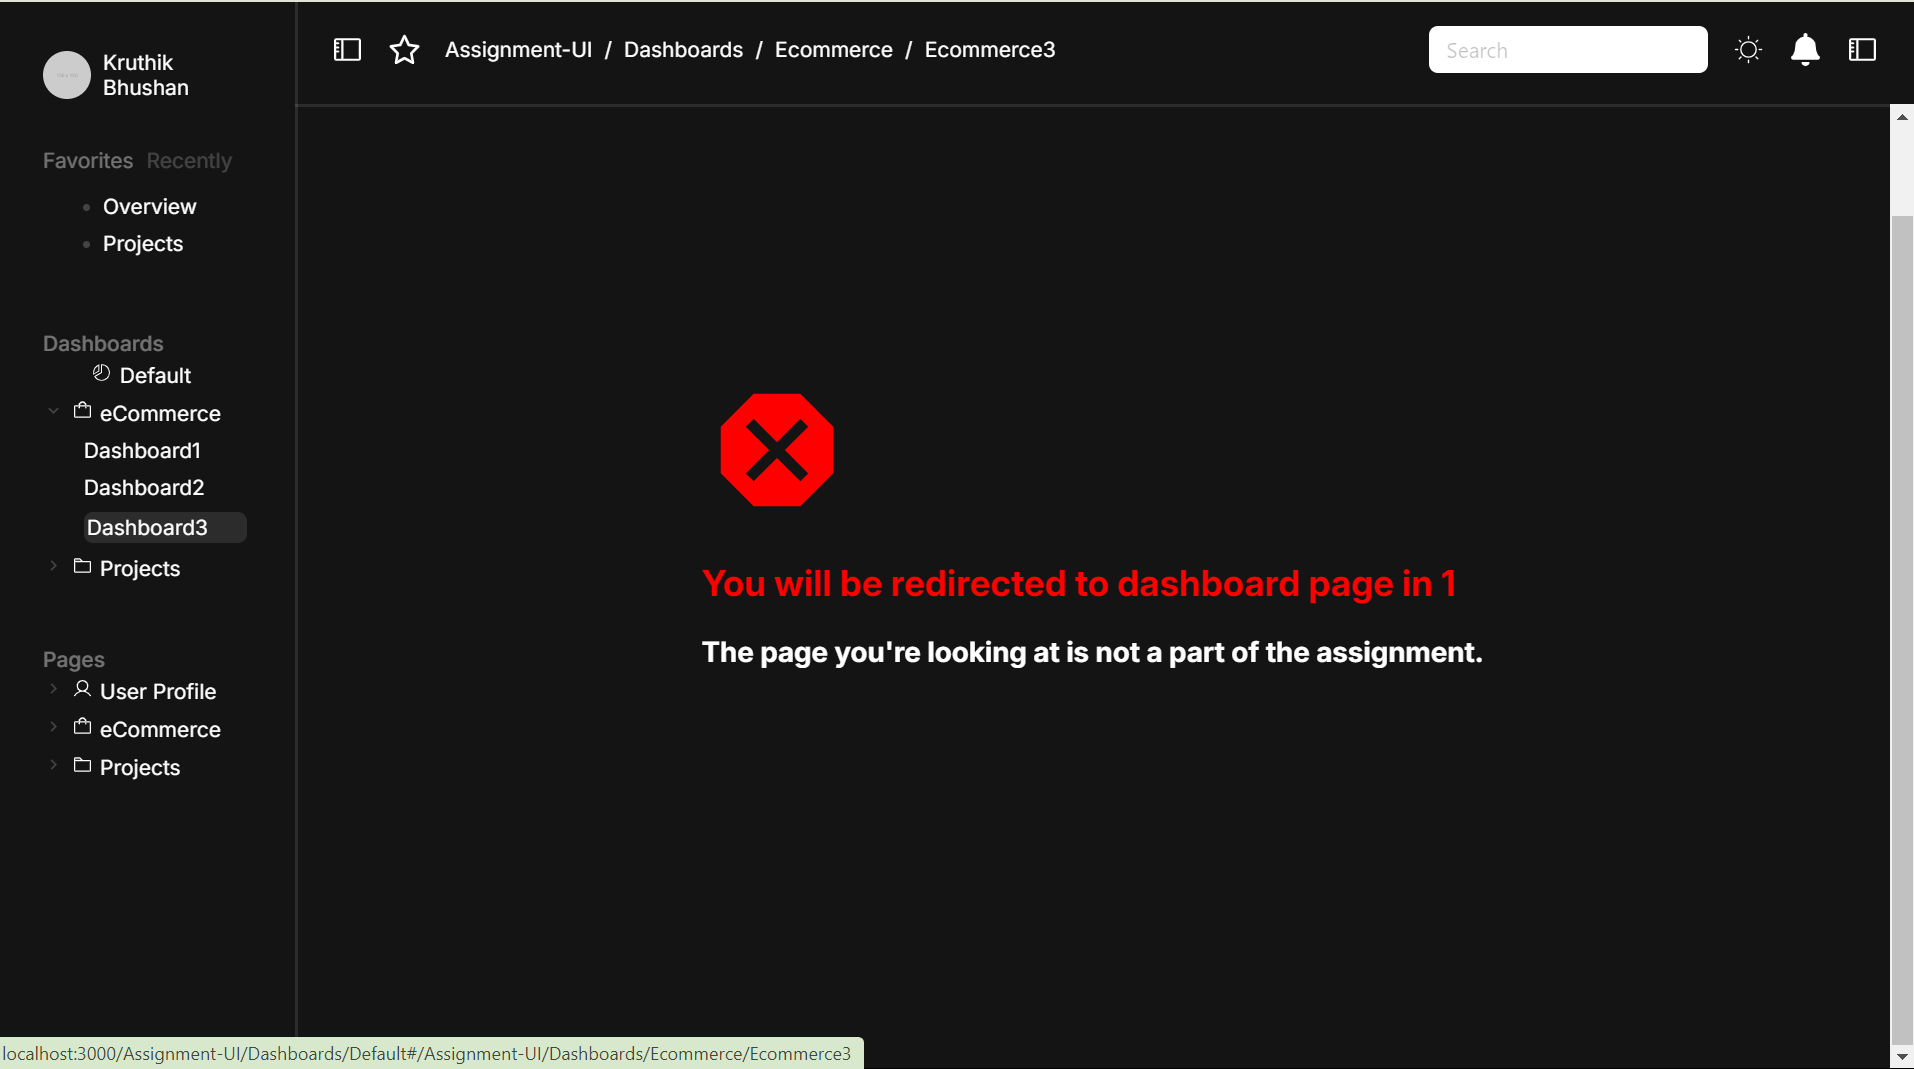 Kruthik
Bhushan
Favorites Recently
Overview
Projects
Dashboards
Default
eCommerce
Dashboard1
Dashboard2
Dashboard3
Projects
Pages
User Profile
eCommerce
Projects
Assignment-UI / Dashboards / Ecommerce / Ecommerce3
Search
You will be redirected to dashboard page in 1
The page you're looking at is not a part of the assignment.
localhost:3000/Assignment-UI/Dashboards/Default#/Assignment-UI/Dashboards/Ecommerce/Ecommerce3